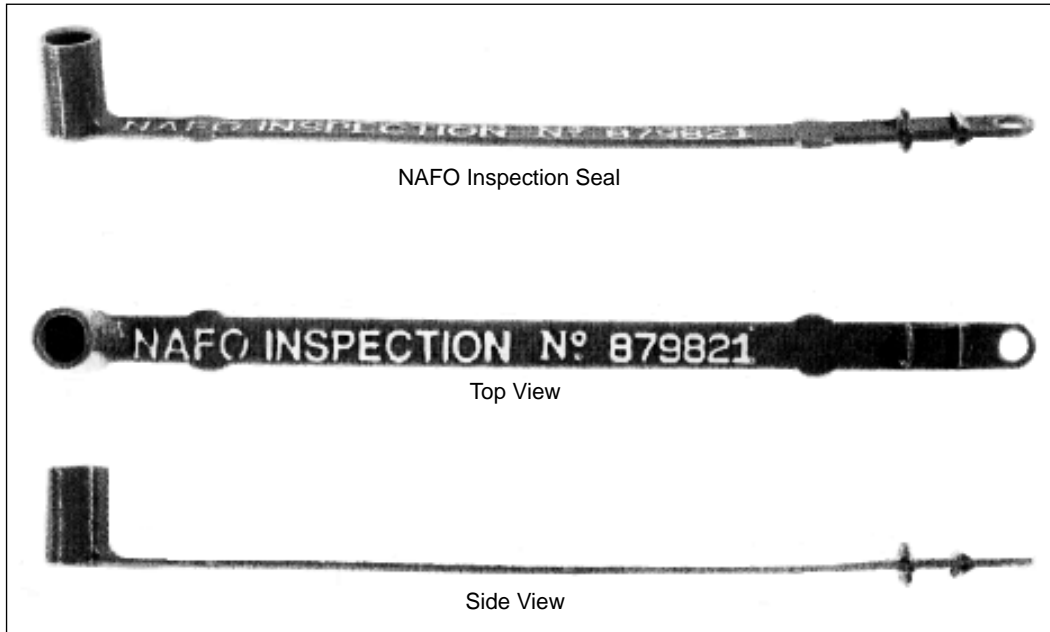 NAFO INSPECTION Nº 879821
NAFO Inspection Seal
NAFO INSPECTION Nº 879821
Top View
Side View